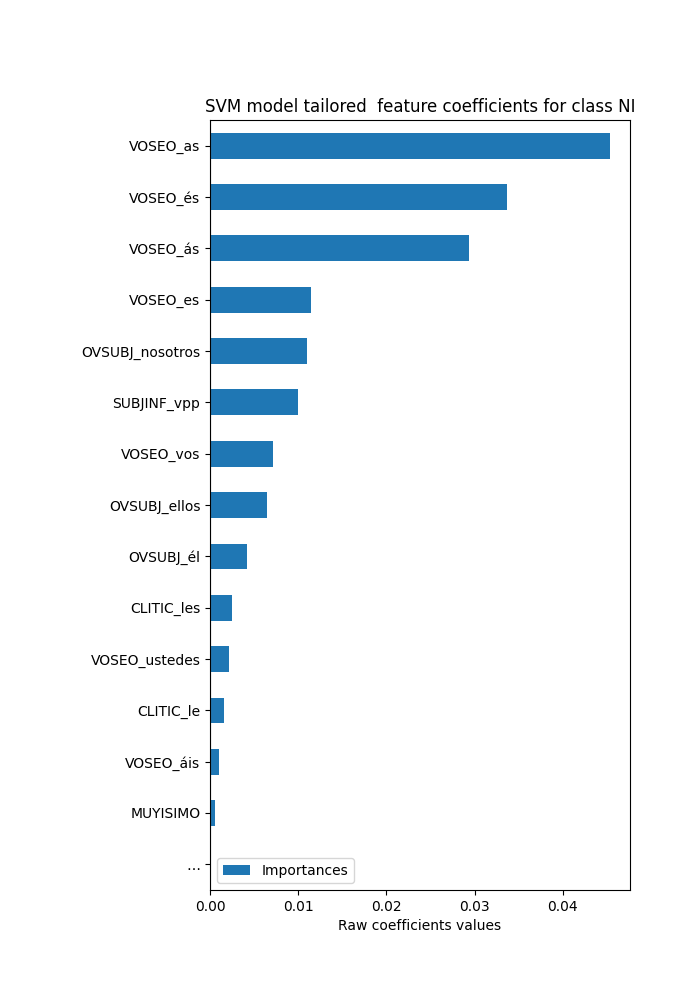 SVM model tailored  feature coefficients for class NI
VOSEO_as
VOSEO_és
VOSEO_ás
VOSEO_es
OVSUBJ_nosotros
SUBJINF_vpp
VOSEO_vos
OVSUBJ_ellos
OVSUBJ_él
CLITIC_les
VOSEO_ustedes
CLITIC_le
VOSEO_áis
MUYISIMO
...
Importances
0.00 0.01 0.02 0.03 0.04
Raw coefficients values